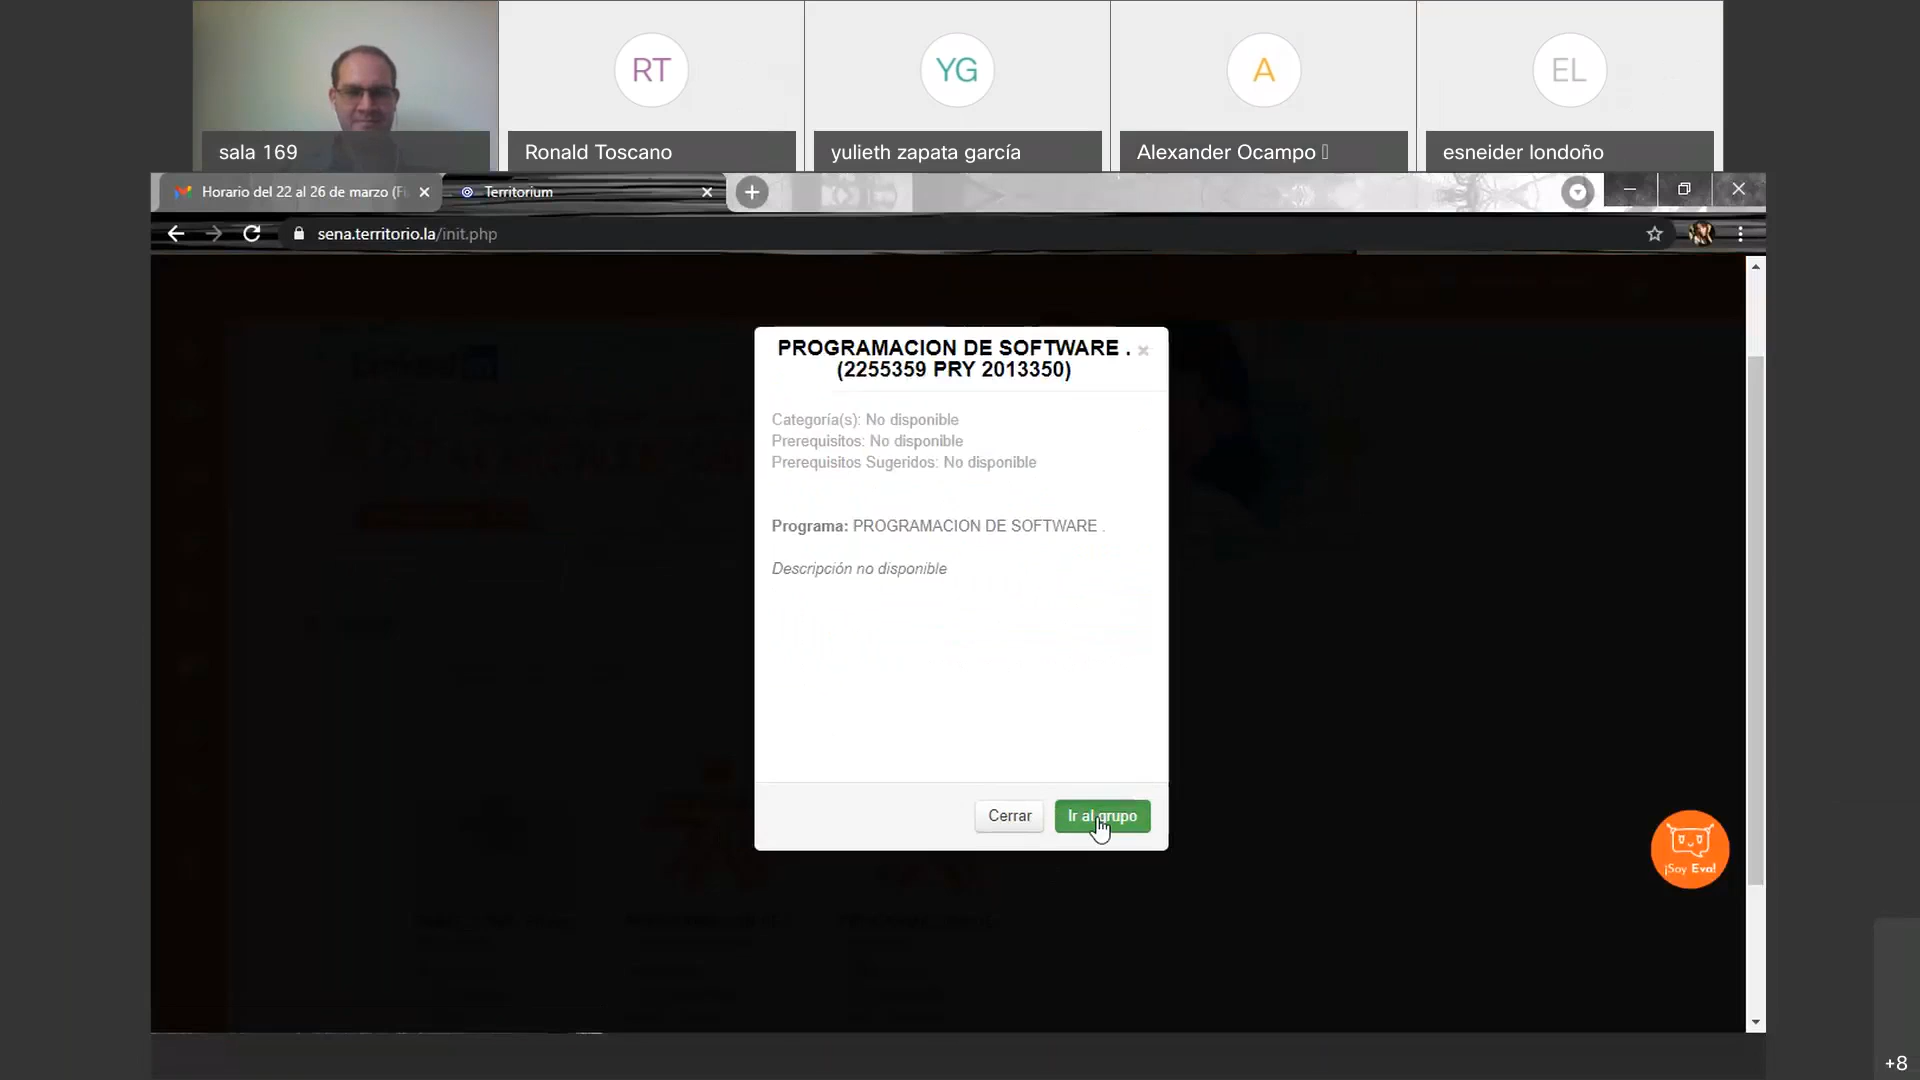 RT
YG
A
EL
sala 169
Ronald Toscano
yulieth zapata garcía
Alexander Ocampo
esneider londoño
Horario del 22 al 26 de marzo (Fi
Territorium
sena.territorio.la/init.php
PROGRAMACION DE SOFTWARE .
(2255359 PRY 2013350)
Categoría(s): No disponible
Prerequisitos: No disponible
Prerequisitos Sugeridos: No disponible
Programa: PROGRAMACION DE SOFTWARE .
Descripción no disponible
Cerrar
Ir al grupo
¡Soy Eva!
+8